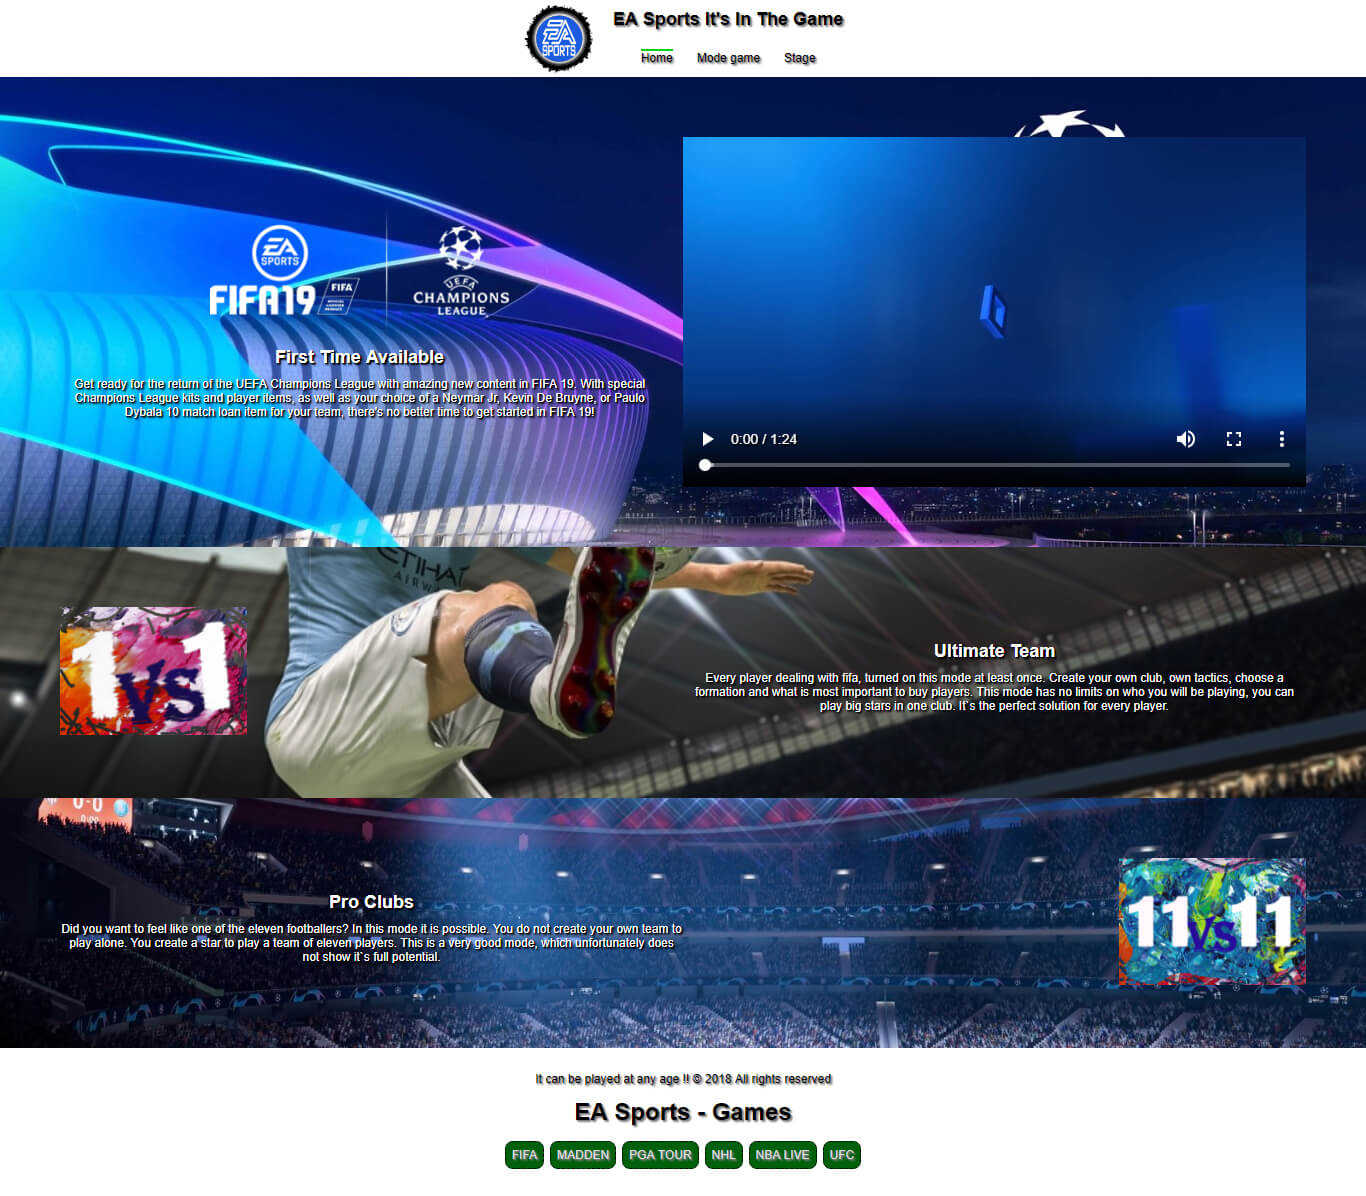 EA SPORTS
EA Sports It's In The Game
Home Mode game Stage
EA SPORTS
FIFA19
FIFA
UEFA
CHAMPIONS
LEAGUE
First Time Available
Get ready for the return of the UEFA Champions League with amazing new content in FIFA 19. With special
Champions League kits and player items, as well as your choice of a Neymar Jr, Kevin De Bruyne, or Paulo
Dybala 10 match loan item for your team, there's no better time to get started in FIFA 19!
0:00 / 1:24
ETIHAD
AIRW
1 vs 1
Ultimate Team
Every player dealing with fifa, turned on this mode at least once. Create your own club, own tactics, choose a
formation and what is most important to buy players. This mode has no limits on who you will be playing, you can
play big stars in one club. It`s the perfect solution for every player.
0-0
Pro Clubs
Did you want to feel like one of the eleven footballers? In this mode it is possible. You do not create your own team to
play alone. You create a star to play a team of eleven players. This is a very good mode, which unfortunately does
not show it`s full potential.
11 vs 11
It can be played at any age !! © 2018 All rights reserved
EA Sports - Games
FIFA MADDEN PGA TOUR NHL NBA LIVE UFC